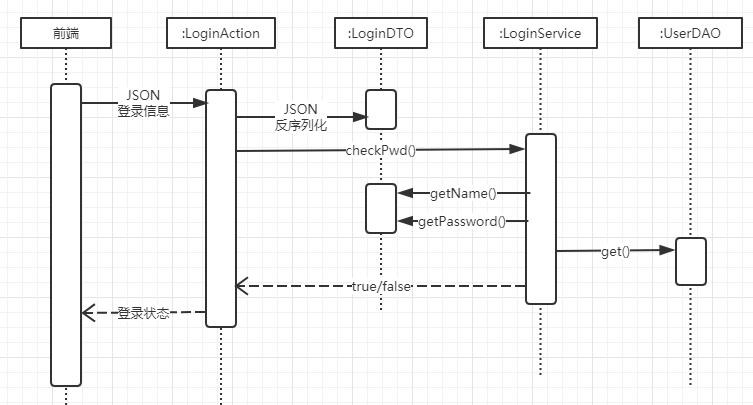 前端
:LoginAction
:LoginDTO
:LoginService
:UserDAO
JSON
登录信息
JSON
反序列化
checkPwd()
getName()
getPassword()
get()
true/false
登录状态